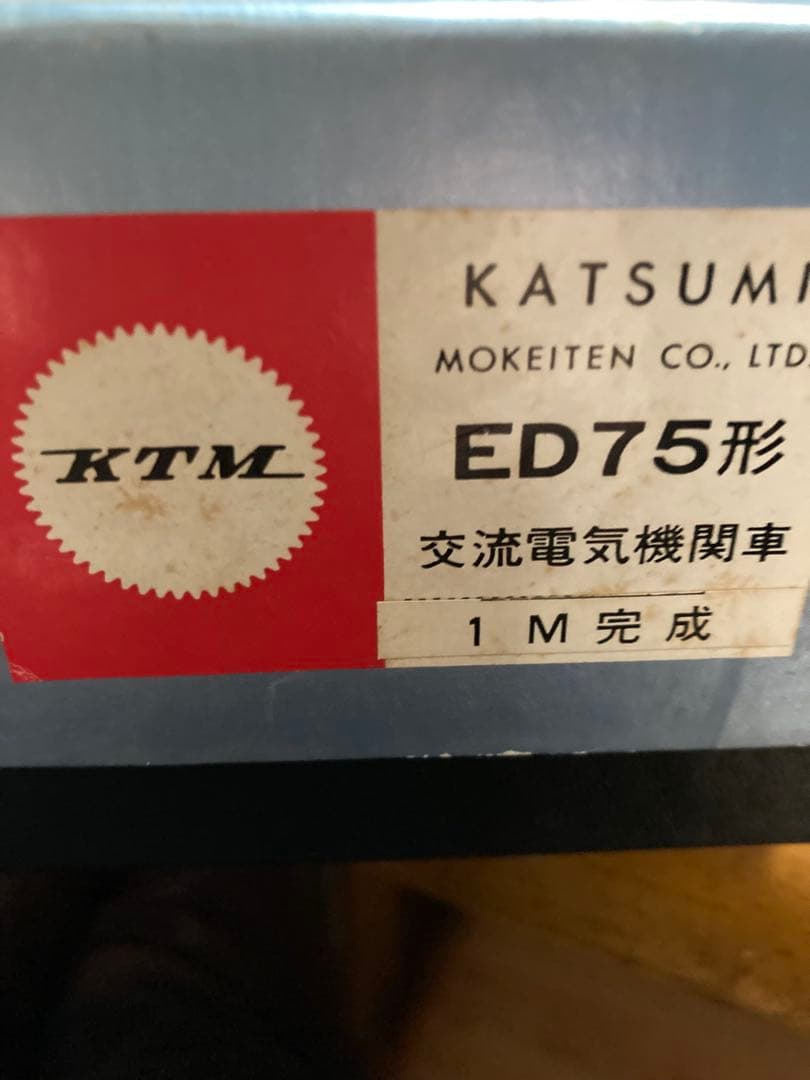 KTM
KATSUMI
MOKEITEN CO., LTD.
ED75形
交流電気機関車
1 M 完成